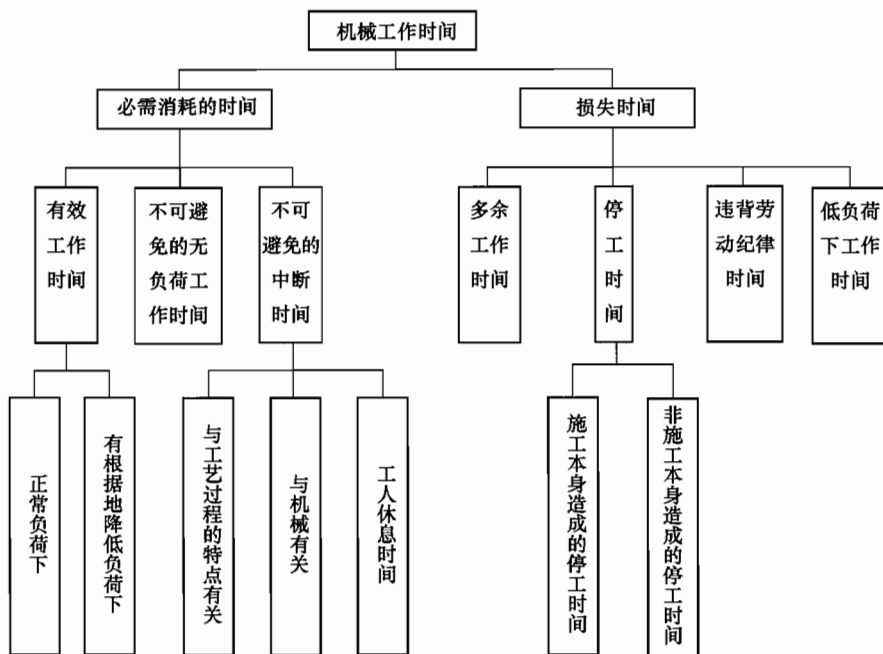 机械工作时间
必需消耗的时间
损失时间
有效
工作
时间
不可避
免的无
负荷工
作时间
不可
避免的
中断
时间
多余
工作
时间
停
工
时
间
违背劳
动纪律
时间
低负荷
下工作
时间
正常负荷下
有根据地降低负荷下
与工艺过程的特点有关
与机械有关
工人休息时间
施工本身造成的停工时间
非施工本身造成的停工时间